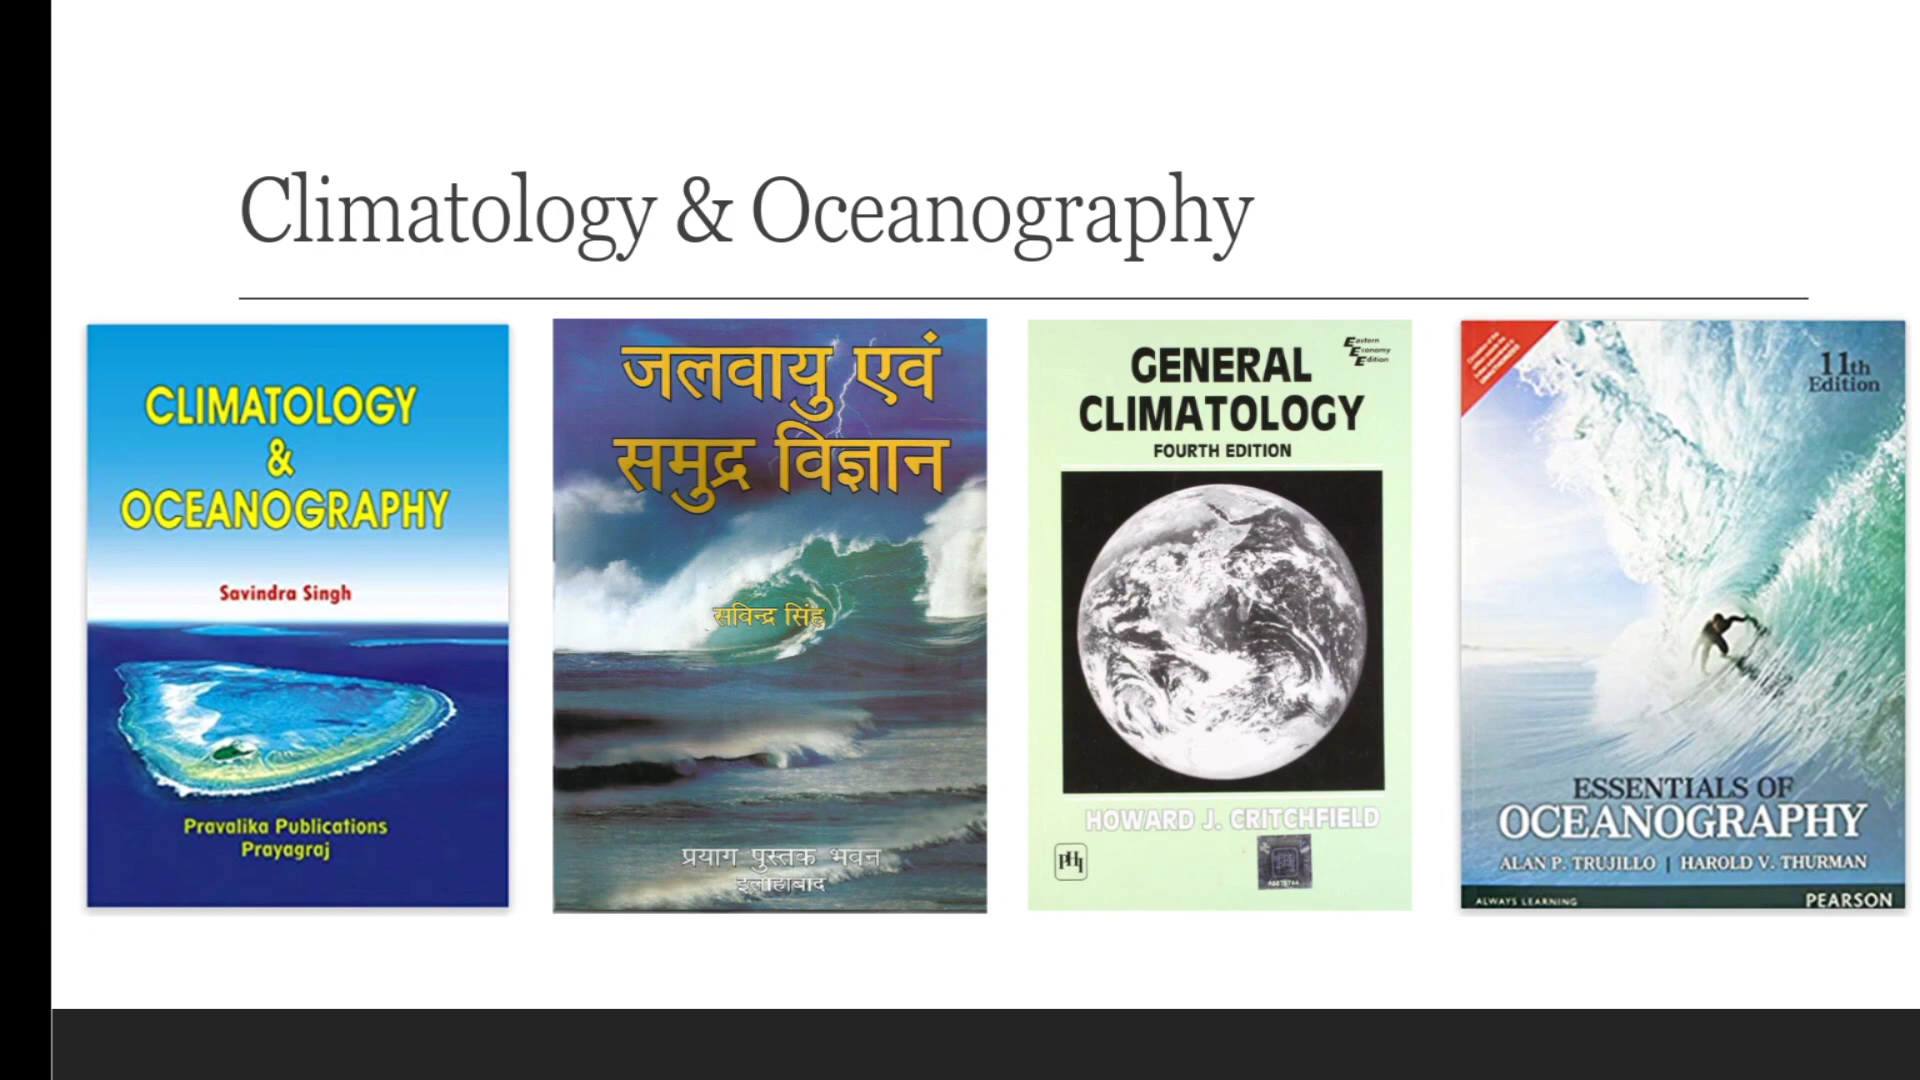 Climatology & Oceanography
CLIMATOLOGY
&
OCEANOGRAPHY
Savindra Singh
Pravalika Publications
Prayagraj
जलवायु एवं
समुद्र विज्ञान
सविन्द्र सिंह
प्रयाग पुस्तक भवन
इलाहाबाद
Eastern
Economy
Edition
GENERAL
CLIMATOLOGY
FOURTH EDITION
HOWARD J. CRITCHFIELD
PHI
11th
Edition
ESSENTIALS OF
OCEANOGRAPHY
ALAN P. TRUJILLO | HAROLD V. THURMAN
ALWAYS LEARNING
PEARSON